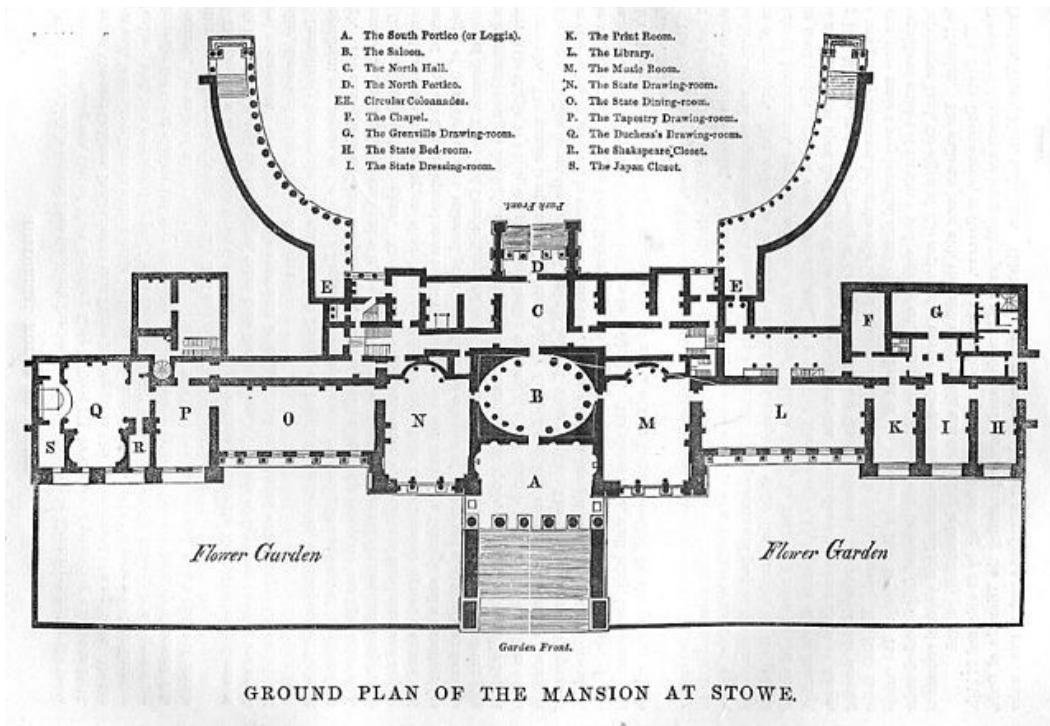 A. The South Portico (or Loggia).
B. The Saloon.
C. The North Hall.
D. The North Portico.
EE. Circular Colonnades.
F. The Chapel.
G. The Grenville Drawing-room.
H. The State Bed-room.
I. The State Dressing-room.
K. The Print Room.
L. The Library.
M. The Music Room.
N. The State Drawing-room.
O. The State Dining-room.
P. The Tapestry Drawing-room.
Q. The Duchess's Drawing-room.
R. The Shakspeare Closet.
S. The Japan Closet.
Park Front.
D
E
E
C
F
G
B
Q
P
O
N
M
L
K
I
H
S
R
A
Flower Garden
Flower Garden
Garden Front.
GROUND PLAN OF THE MANSION AT STOWE.